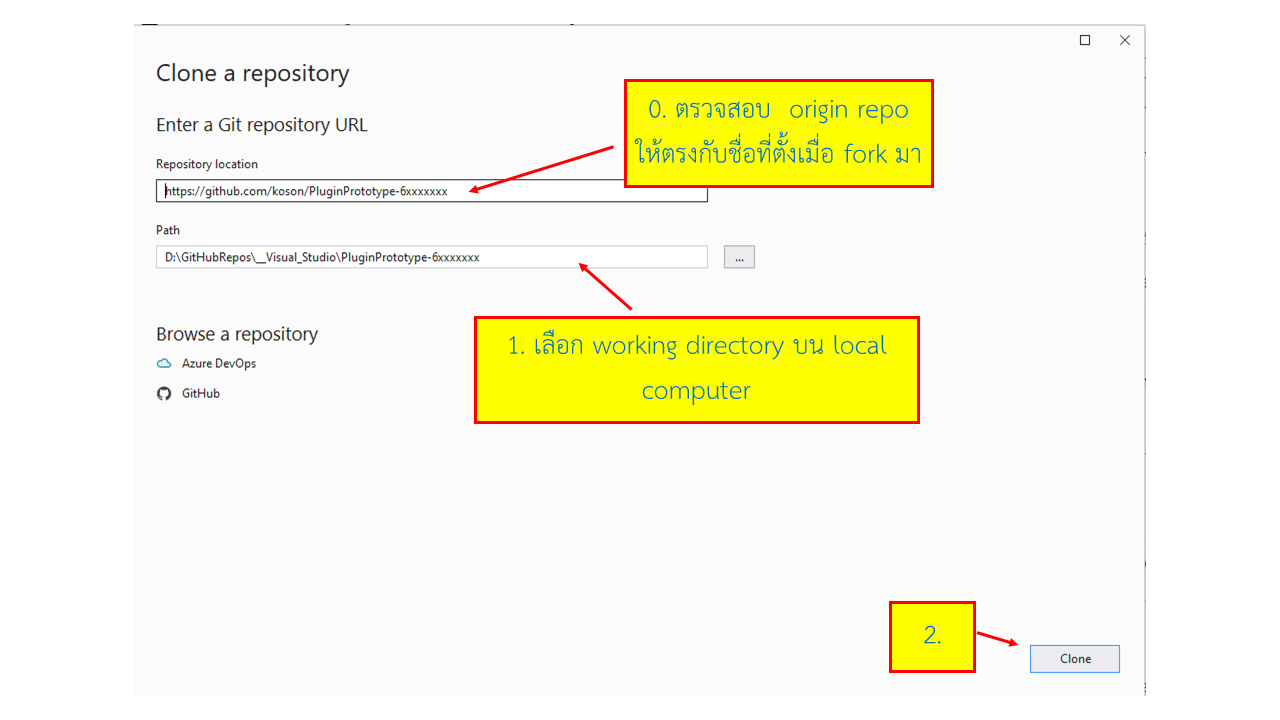 Clone a repository
Enter a Git repository URL
0. ตรวจสอบ origin repo
ให้ตรงกับชื่อที่ตั้งเมื่อ fork มา
Repository location
https://github.com/koson/PluginPrototype-6xxxxxxx
Path
D:\GitHubRepos\__Visual_Studio\PluginPrototype-6xxxxxxx
...
1. เลือก working directory บน local
computer
Browse a repository
Azure DevOps
GitHub
2.
Clone